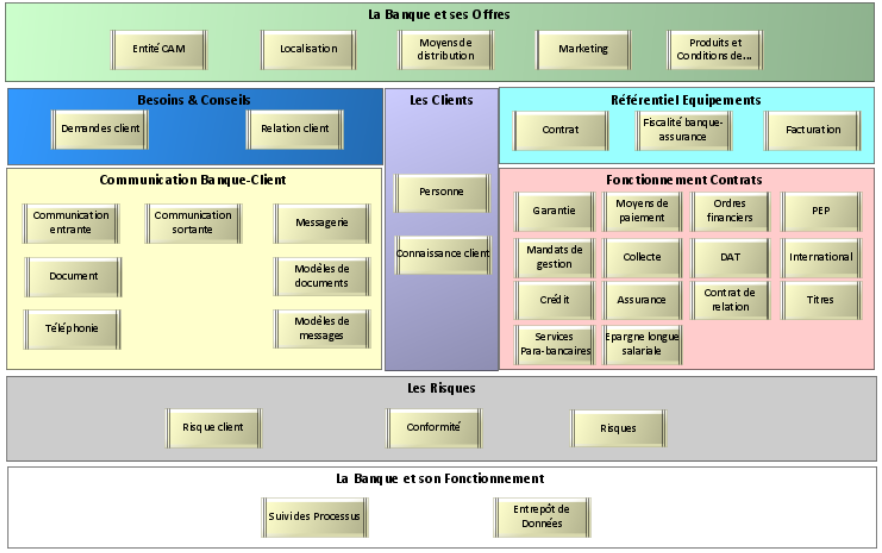 La Banque et ses Offres
Entité CAM
Localisation
Moyens de
distribution
Marketing
Produits et
Conditions de...
Besoins & Conseils
Demandes client
Relation client
Les Clients
Personne
Connaissance client
Référentiel Equipements
Contrat
Fiscalité banque-
assurance
Facturation
Communication Banque-Client
Communication
entrante
Communication
sortante
Messagerie
Document
Modèles de
documents
Téléphonie
Modèles de
messages
Fonctionnement Contrats
Garantie
Moyens de
paiement
Ordres
financiers
PEP
Mandats de
gestion
Collecte
DAT
International
Crédit
Assurance
Contrat de
relation
Titres
Services
Para-bancaires
Epargne longue
salariale
Les Risques
Risque client
Conformité
Risques
La Banque et son Fonctionnement
Suivi des Processus
Entrepôt de
Données